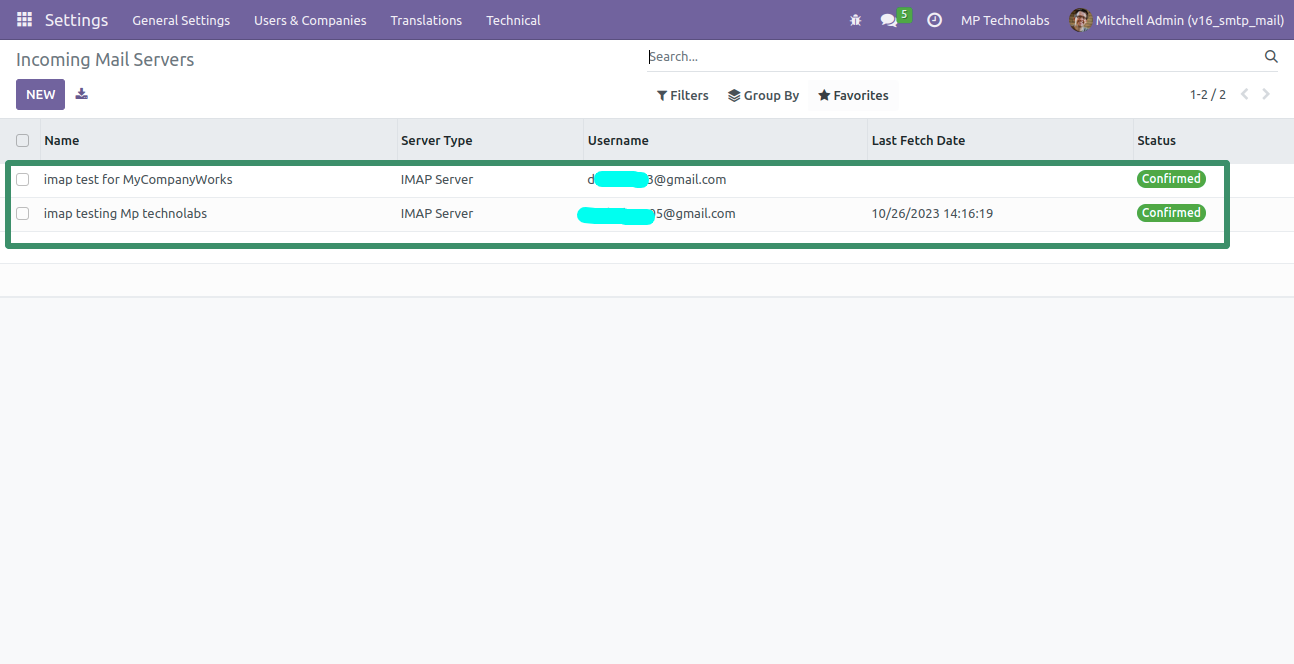 Settings General Settings Users & Companies Translations Technical 5 MP Technolabs Mitchell Admin (v16_smtp_mail)
Incoming Mail Servers Search...
NEW Filters Group By Favorites 1-2 / 2
Name Server Type Username Last Fetch Date Status
imap test for MyCompanyWorks IMAP Server d 3@gmail.com Confirmed
imap testing Mp technolabs IMAP Server 05@gmail.com 10/26/2023 14:16:19 Confirmed